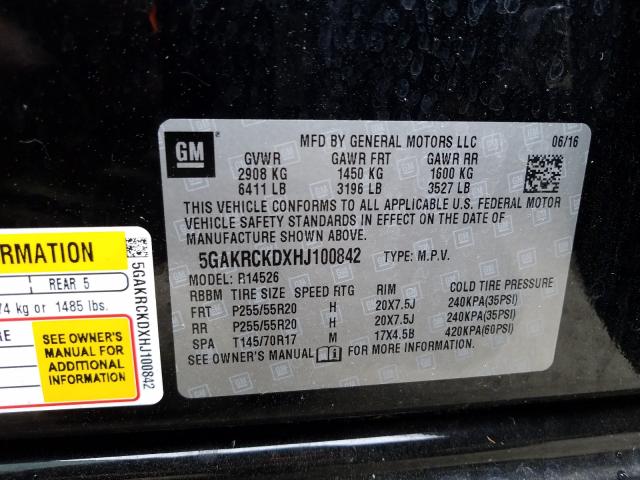 GM
MFD BY GENERAL MOTORS LLC 06/16
GVWR GAWR FRT GAWR RR
2908 KG 1450 KG 1600 KG
6411 LB 3196 LB 3527 LB
THIS VEHICLE CONFORMS TO ALL APPLICABLE U.S. FEDERAL MOTOR
VEHICLE SAFETY STANDARDS IN EFFECT ON THE DATE OF
MANUFACTURE SHOWN ABOVE.
5GAKRCKDXHJ100842 TYPE: M.P.V.
MODEL: R14526
RBBM TIRE SIZE SPEED RTG RIM COLD TIRE PRESSURE
FRT P255/55R20 H 20X7.5J 240KPA(35PSI)
RR P255/55R20 H 20X7.5J 240KPA(35PSI)
SPA T145/70R17 M 17X4.5B 420KPA(60PSI)
SEE OWNER'S MANUAL FOR MORE INFORMATION.
REAR 5
kg or 1485 lbs.
SEE OWNER'S
MANUAL FOR
ADDITIONAL
INFORMATION
5GAKRCKDXHJ100842